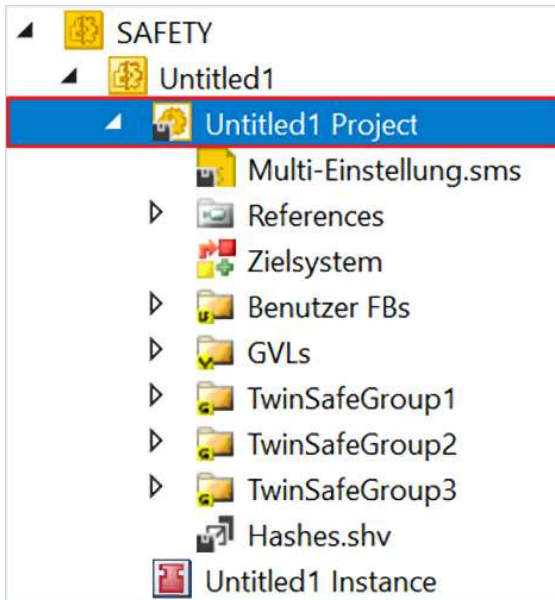 SAFETY
Untitled1
Untitled1 Project
Multi-Einstellung.sms
References
Zielsystem
Benutzer FBs
GVLs
TwinSafeGroup1
TwinSafeGroup2
TwinSafeGroup3
Hashes.shv
Untitled1 Instance